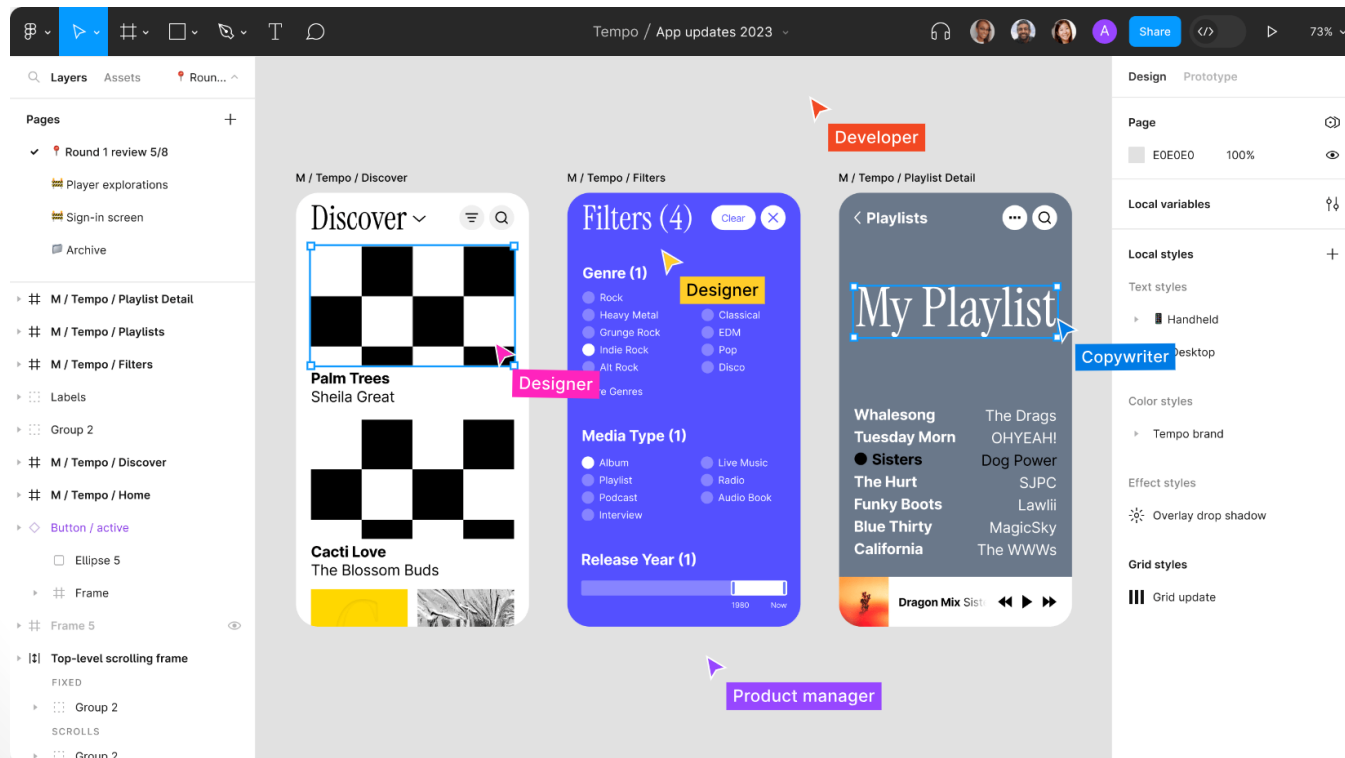 Tempo / App updates 2023
A
Share
</>
73%
Layers Assets 📍 Roun...
Pages
📍 Round 1 review 5/8
🚧 Player explorations
🚧 Sign-in screen
Archive
M / Tempo / Playlist Detail
M / Tempo / Playlists
M / Tempo / Filters
Labels
Group 2
M / Tempo / Discover
M / Tempo / Home
Button / active
Ellipse 5
Frame
Frame 5
Top-level scrolling frame
FIXED
Group 2
SCROLLS
Group 2
Developer
M / Tempo / Discover
Discover
Palm Trees
Sheila Great
Cacti Love
The Blossom Buds
Designer
M / Tempo / Filters
Filters (4)
Clear
Designer
Genre (1)
Rock
Heavy Metal Classical
Grunge Rock EDM
Indie Rock Pop
Alt Rock Disco
re Genres
Media Type (1)
Album Live Music
Playlist Radio
Podcast Audio Book
Interview
Release Year (1)
1980 Now
Product manager
M / Tempo / Playlist Detail
Playlists
My Playlist
Copywriter
Whalesong The Drags
Tuesday Morn OHYEAH!
Sisters Dog Power
The Hurt SJPC
Funky Boots Lawlii
Blue Thirty MagicSky
California The WWWs
Dragon Mix Sist
Design Prototype
Page
E0E0E0 100%
Local variables
Local styles
Text styles
Handheld
Desktop
Color styles
Tempo brand
Effect styles
Overlay drop shadow
Grid styles
Grid update